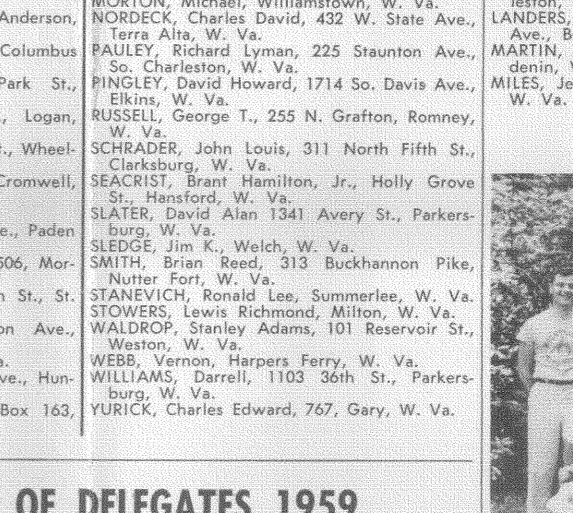 Anderson,
Columbus
Park St.,
Logan,
Wheel-
Cromwell,
Paden
506, Mor-
St., St.
Ave.,
Hun-
Box 163,
MORTON, Michael, Williamstown, W. Va.
NORDECK, Charles David, 432 W. State Ave.,
Terra Alta, W. Va.
PAULEY, Richard Lyman, 225 Staunton Ave.,
So. Charleston, W. Va.
PINGLEY, David Howard, 1714 So. Davis Ave.,
Elkins, W. Va.
RUSSELL, George T., 255 N. Grafton, Romney,
W. Va.
SCHRADER, John Louis, 311 North Fifth St.,
Clarksburg, W. Va.
SEACRIST, Brant Hamilton, Jr., Holly Grove
St., Hansford, W. Va.
SLATER, David Alan 1341 Avery St., Parkers-
burg, W. Va.
SLEDGE, Jim K., Welch, W. Va.
SMITH, Brian Reed, 313 Buckhannon Pike,
Nutter Fort, W. Va.
STANEVICH, Ronald Lee, Summerlee, W. Va.
STOWERS, Lewis Richmond, Milton, W. Va.
WALDROP, Stanley Adams, 101 Reservoir St.,
Weston, W. Va.
WEBB, Vernon, Harpers Ferry, W. Va.
WILLIAMS, Darrell, 1103 36th St., Parkers-
burg, W. Va.
YURICK, Charles Edward, 767, Gary, W. Va.
LANDERS,
Ave., B
MARTIN,
denin,
MILES, Je
W. Va.
OF DELEGATES 1959